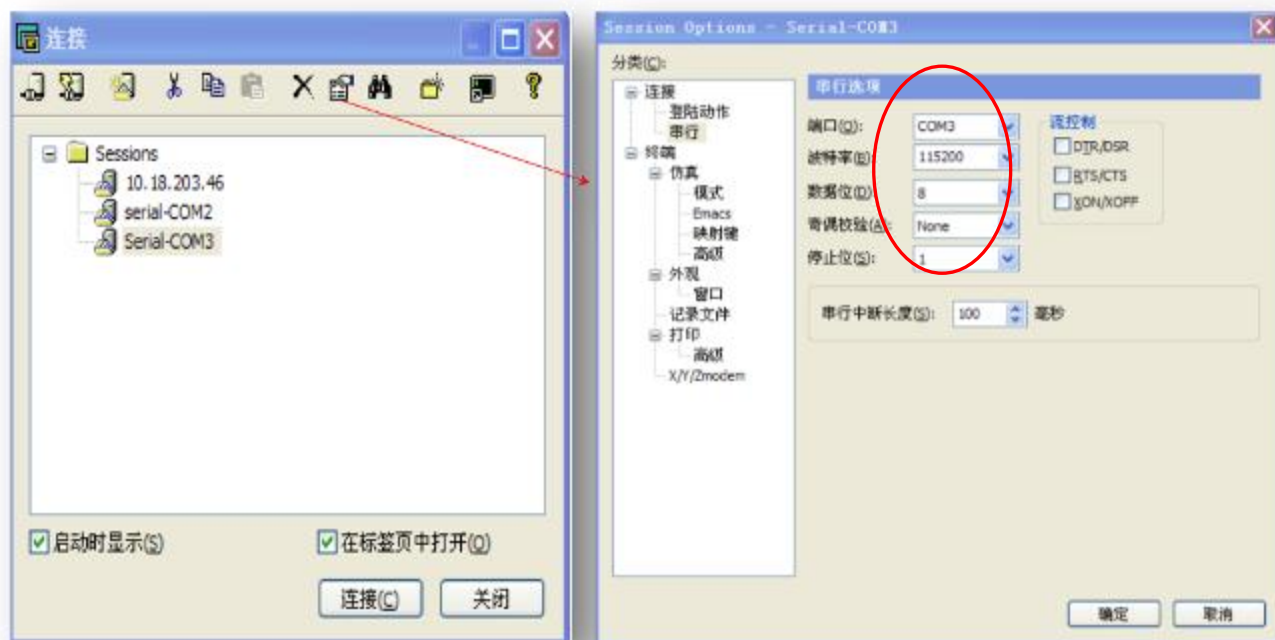 连接
Sessions
10.18.203.46
serial-COM2
Serial-COM3
启动时显示(S)
在标签页中打开(O)
连接(C)
关闭
Session Options - Serial-COM3
分类(C):
连接
登陆动作
串行
终端
仿真
模式
Emacs
映射键
高级
外观
窗口
记录文件
打印
高级
X/Y/Zmodem
串行选项
端口(O):
COM3
波特率(B):
115200
数据位(D):
8
奇偶校验(A):
None
停止位(S):
1
流控制
DTR/DSR
RTS/CTS
XON/XOFF
串行中断长度(S): 100 毫秒
确定
取消